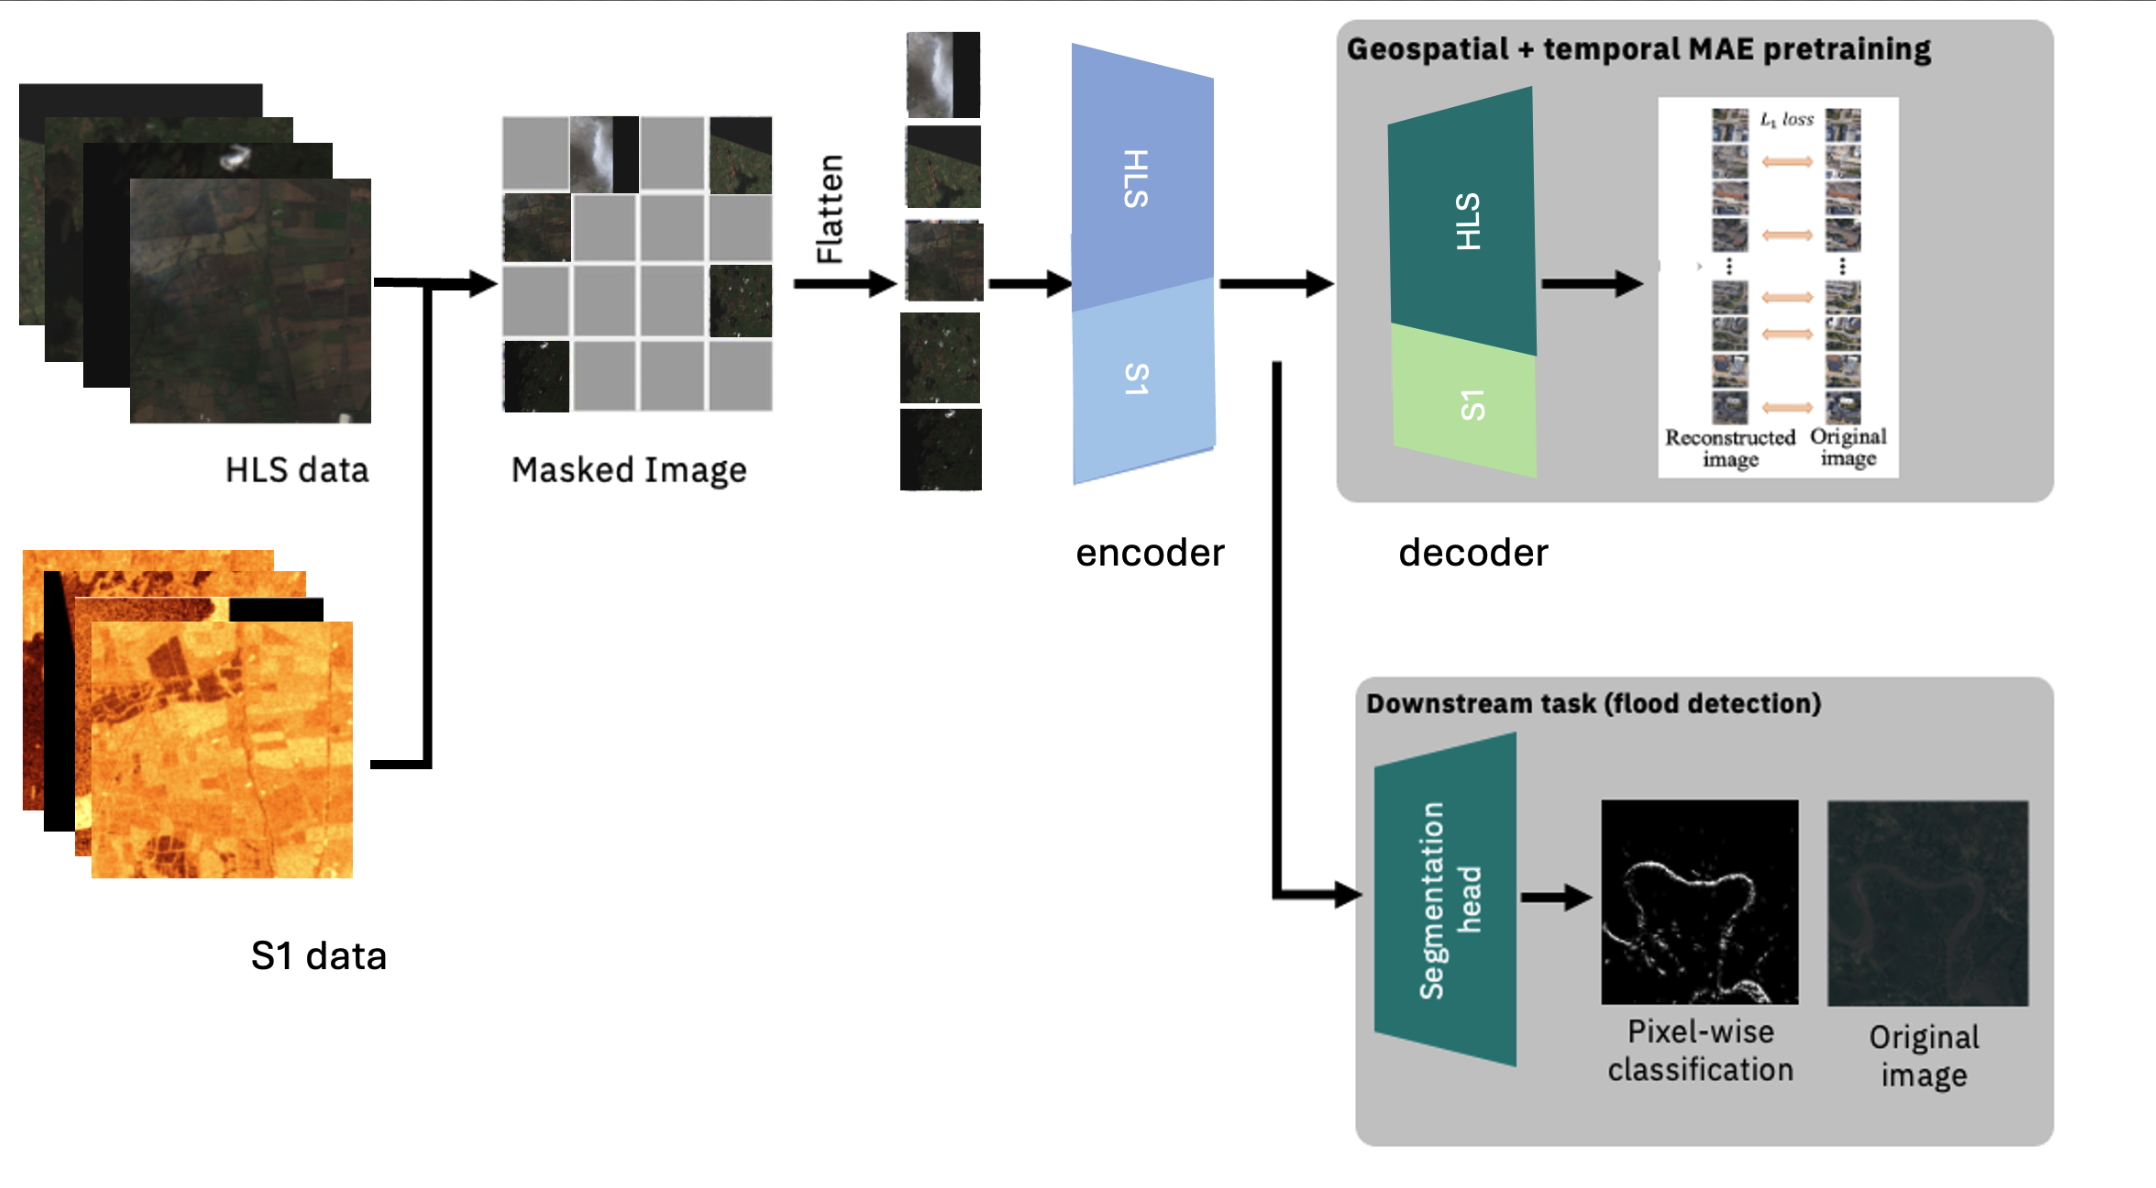 HLS data
S1 data
Masked Image
Flatten
HLS
S1
encoder
Geospatial + temporal MAE pretraining
HLS
S1
decoder
L1 loss
Reconstructed
image
Original
image
Downstream task (flood detection)
Segmentation
head
Pixel-wise
classification
Original
image